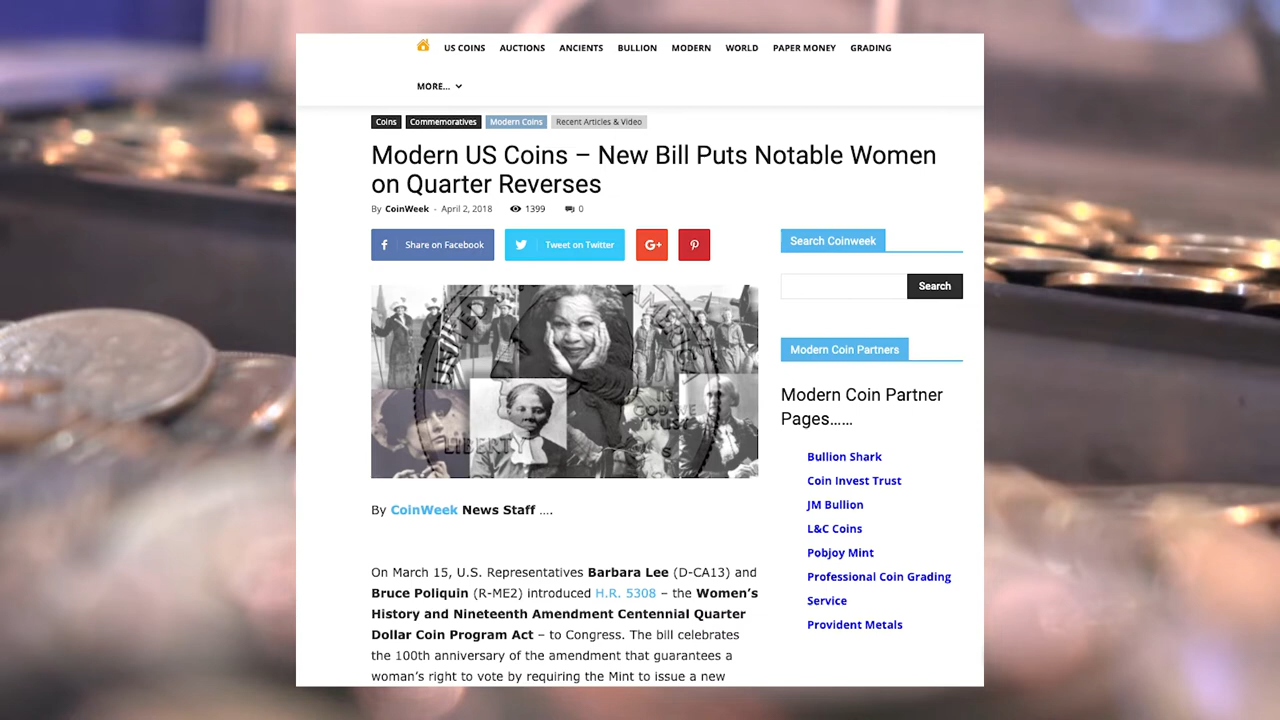 US COINS AUCTIONS ANCIENTS BULLION MODERN WORLD PAPER MONEY GRADING
MORE...
Coins Commemoratives Modern Coins Recent Articles & Video
Modern US Coins – New Bill Puts Notable Women
on Quarter Reverses
By CoinWeek - April 2, 2018 1399 0
Share on Facebook Tweet on Twitter G+
Search Coinweek
Search
UNITED
LIBERTY
IN
GOD WE
TRUST
S
Modern Coin Partners
Modern Coin Partner
Pages......
Bullion Shark
Coin Invest Trust
JM Bullion
L&C Coins
Pobjoy Mint
Professional Coin Grading
Service
Provident Metals
By CoinWeek News Staff ....
On March 15, U.S. Representatives Barbara Lee (D-CA13) and
Bruce Poliquin (R-ME2) introduced H.R. 5308 – the Women's
History and Nineteenth Amendment Centennial Quarter
Dollar Coin Program Act – to Congress. The bill celebrates
the 100th anniversary of the amendment that guarantees a
woman's right to vote by requiring the Mint to issue a new